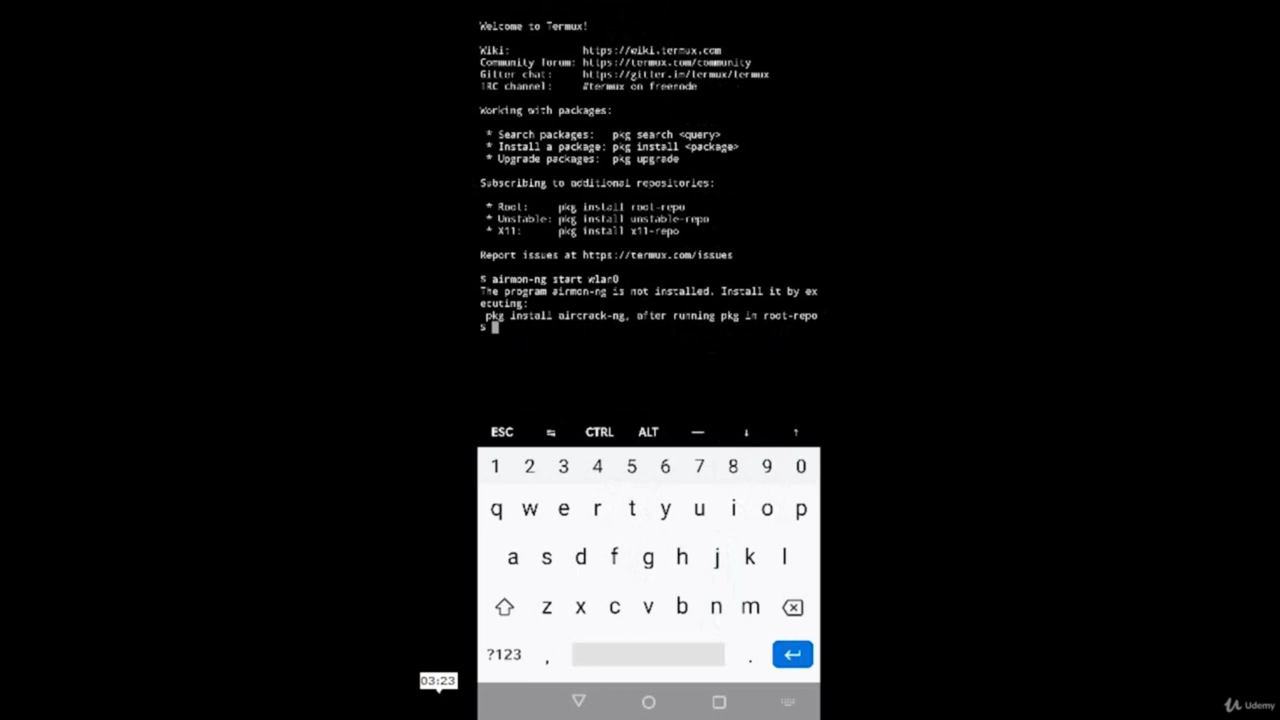 Welcome to Termux!
Wiki: https://wiki.termux.com
Community forum: https://termux.com/community
Gitter chat: https://gitter.im/termux/termux
IRC channel: #termux on freenode
Working with packages:
* Search packages: pkg search <query>
* Install a package: pkg install <package>
* Upgrade packages: pkg upgrade
Subscribing to additional repositories:
* Root: pkg install root-repo
* Unstable: pkg install unstable-repo
* X11: pkg install x11-repo
Report issues at https://termux.com/issues
$ airmon-ng start wlan0
The program airmon-ng is not installed. Install it by ex
ecuting:
pkg install aircrack-ng, after running pkg in root-repo
$
ESC ⇆ CTRL ALT — ↓ ↑
1 2 3 4 5 6 7 8 9 0
q w e r t y u i o p
a s d f g h j k l
z x c v b n m
?123 , .
03:23
Udemy